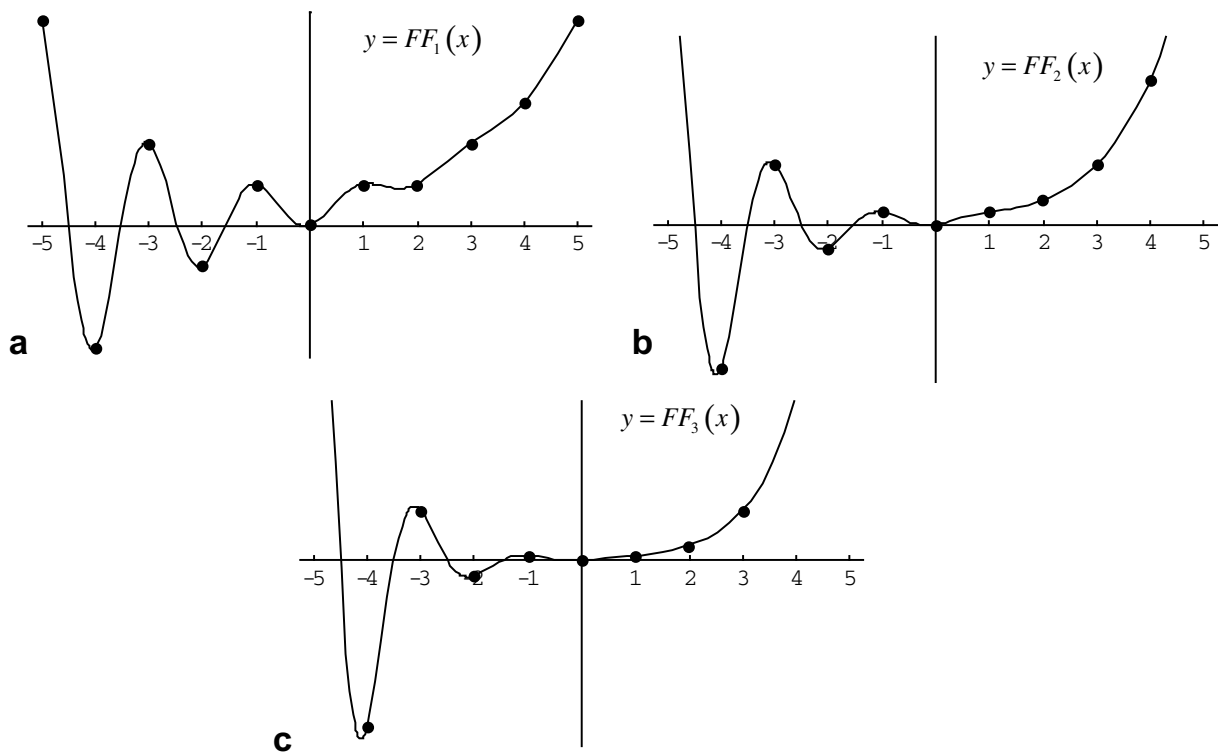 y = FF₁(x)
-5 -4 -3 -2 -1 1 2 3 4 5
a
y = FF₂(x)
-5 -4 -3 -2 -1 1 2 3 4 5
b
y = FF₃(x)
-5 -4 -3 -2 -1 1 2 3 4 5
c